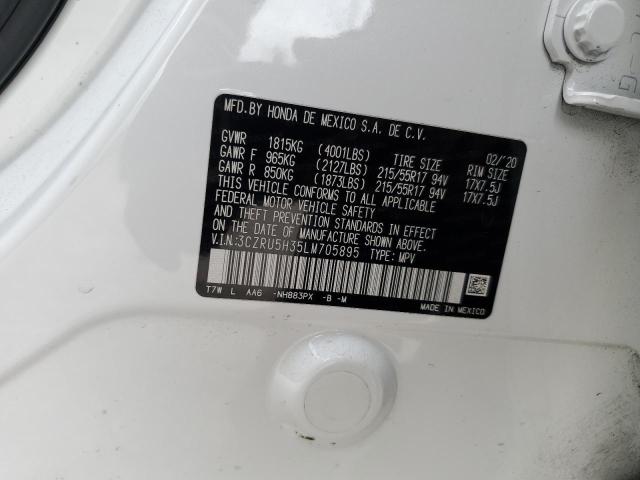 MFD.BY HONDA DE MEXICO S.A. DE C.V.
02/'20
GVWR 1815KG (4001LBS) TIRE SIZE RIM SIZE
GAWR F 965KG (2127LBS) 215/55R17 94V 17X7.5J
GAWR R 850KG (1873LBS) 215/55R17 94V 17X7.5J
THIS VEHICLE CONFORMS TO ALL APPLICABLE
FEDERAL MOTOR VEHICLE SAFETY
AND THEFT PREVENTION STANDARDS IN EFFECT
ON THE DATE OF MANUFACTURE SHOWN ABOVE.
V.I.N:3CZRU5H35LM705895 TYPE: MPV
T7W L AA6 -NH883PX -B -M
MADE IN MEXICO